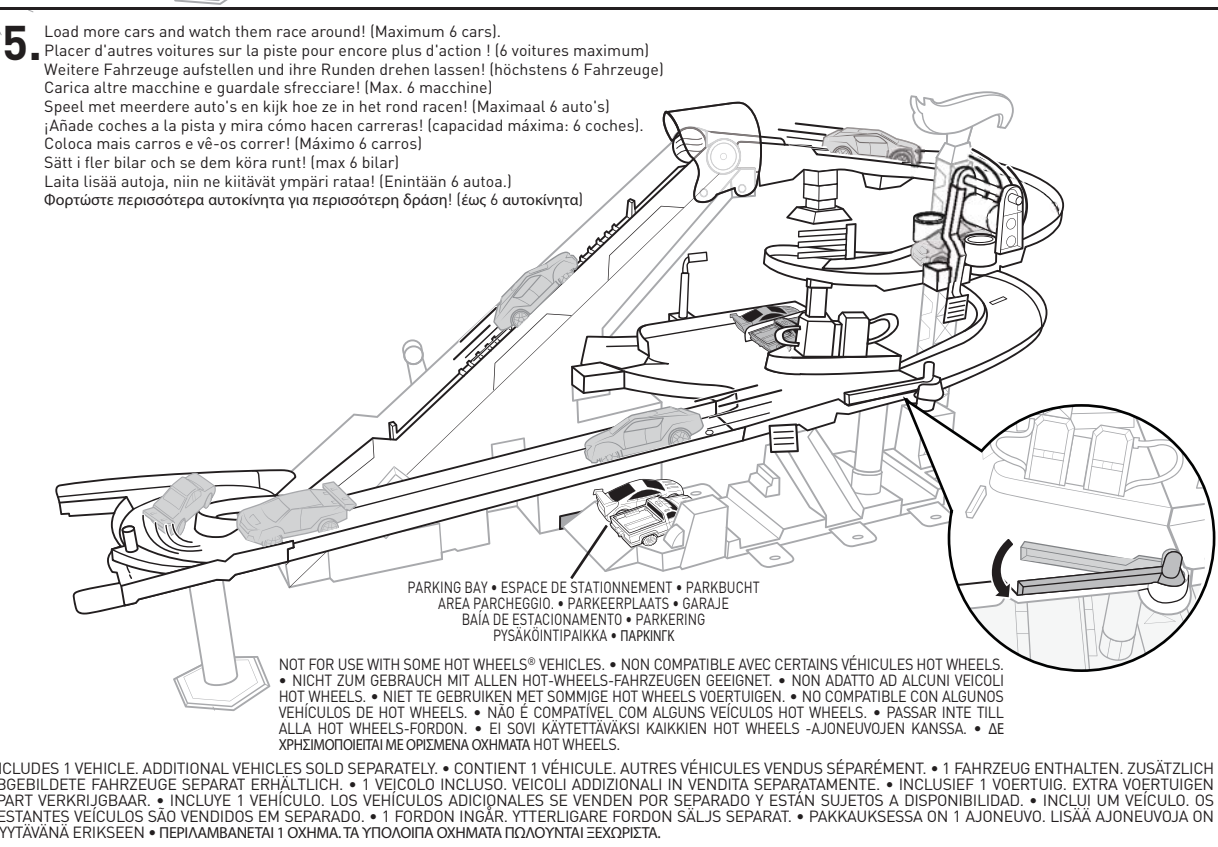 5. Load more cars and watch them race around! (Maximum 6 cars).
Placer d'autres voitures sur la piste pour encore plus d'action ! (6 voitures maximum)
Weitere Fahrzeuge aufstellen und ihre Runden drehen lassen! (höchstens 6 Fahrzeuge)
Carica altre macchine e guardale sfrecciare! (Max. 6 macchine)
Speel met meerdere auto's en kijk hoe ze in het rond racen! (Maximaal 6 auto's)
¡Añade coches a la pista y mira cómo hacen carreras! (capacidad máxima: 6 coches).
Coloca mais carros e vê-os correr! (Máximo 6 carros)
Sätt i fler bilar och se dem köra runt! (max 6 bilar)
Laita lisää autoja, niin ne kiitävät ympäri rataa! (Enintään 6 autoa.)
Φορτώστε περισσότερα αυτοκίνητα για περισσότερη δράση! (έως 6 αυτοκίνητα)
PARKING BAY • ESPACE DE STATIONNEMENT • PARKBUCHT
AREA PARCHEGGIO. • PARKEERPLAATS • GARAJE
BAÍA DE ESTACIONAMENTO • PARKERING
PYSÄKÖINTIPAIKKA • ΠΑΡΚΙΝΓΚ
NOT FOR USE WITH SOME HOT WHEELS® VEHICLES. • NON COMPATIBLE AVEC CERTAINS VÉHICULES HOT WHEELS.
• NICHT ZUM GEBRAUCH MIT ALLEN HOT-WHEELS-FAHRZEUGEN GEEIGNET. • NON ADATTO AD ALCUNI VEICOLI
HOT WHEELS. • NIET TE GEBRUIKEN MET SOMMIGE HOT WHEELS VOERTUIGEN. • NO COMPATIBLE CON ALGUNOS
VEHÍCULOS DE HOT WHEELS. • NÃO É COMPATÍVEL COM ALGUNS VEÍCULOS HOT WHEELS. • PASSAR INTE TILL
ALLA HOT WHEELS-FORDON. • EI SOVI KÄYTETTÄVÄKSI KAIKKIEN HOT WHEELS -AJONEUVOJEN KANSSA. • ΔΕ
ΧΡΗΣΙΜΟΠΟΙΕΙΤΑΙ ΜΕ ΟΡΙΣΜΕΝΑ ΟΧΗΜΑΤΑ HOT WHEELS.
NCLUDES 1 VEHICLE. ADDITIONAL VEHICLES SOLD SEPARATELY. • CONTIENT 1 VÉHICULE. AUTRES VÉHICULES VENDUS SÉPARÉMENT. • 1 FAHRZEUG ENTHALTEN. ZUSÄTZLICH
BGEBILDETE FAHRZEUGE SEPARAT ERHÄLTLICH. • 1 VEICOLO INCLUSO. VEICOLI ADDIZIONALI IN VENDITA SEPARATAMENTE. • INCLUSIEF 1 VOERTUIG. EXTRA VOERTUIGEN
PART VERKRIJGBAAR. • INCLUYE 1 VEHÍCULO. LOS VEHÍCULOS ADICIONALES SE VENDEN POR SEPARADO Y ESTÁN SUJETOS A DISPONIBILIDAD. • INCLUI UM VEÍCULO. OS
ESTANTES VEÍCULOS SÃO VENDIDOS EM SEPARADO. • 1 FORDON INGÅR. YTTERLIGARE FORDON SÄLJS SEPARAT. • PAKKAUKSESSA ON 1 AJONEUVO. LISÄÄ AJONEUVOJA ON
YYTÄVÄNÄ ERIKSEEN • ΠΕΡΙΛΑΜΒΑΝΕΤΑΙ 1 ΟΧΗΜΑ. ΤΑ ΥΠΟΛΟΙΠΑ ΟΧΗΜΑΤΑ ΠΩΛΟΥΝΤΑΙ ΞΕΧΩΡΙΣΤΑ.